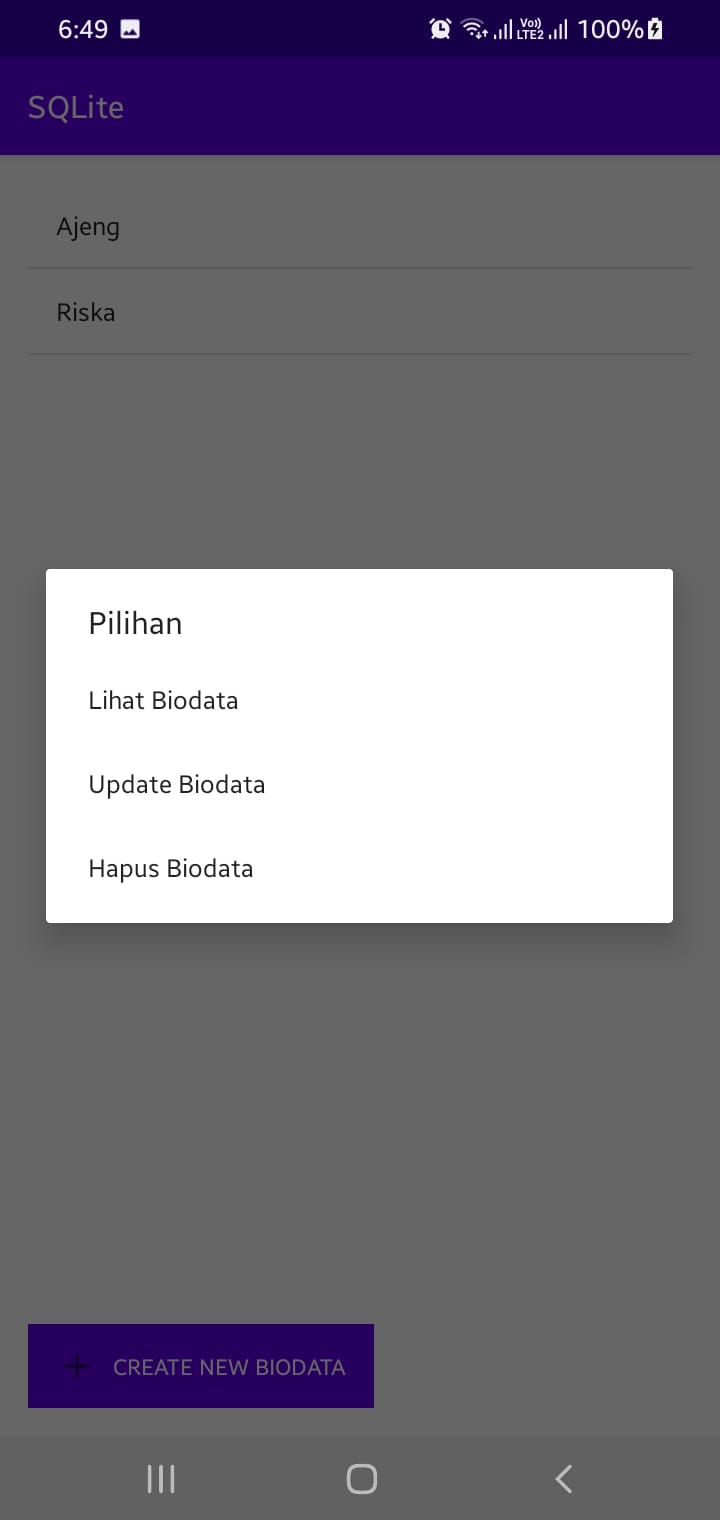 6:49
Vo)) LTE2 100%
SQLite
Ajeng
Riska
Pilihan
Lihat Biodata
Update Biodata
Hapus Biodata
CREATE NEW BIODATA